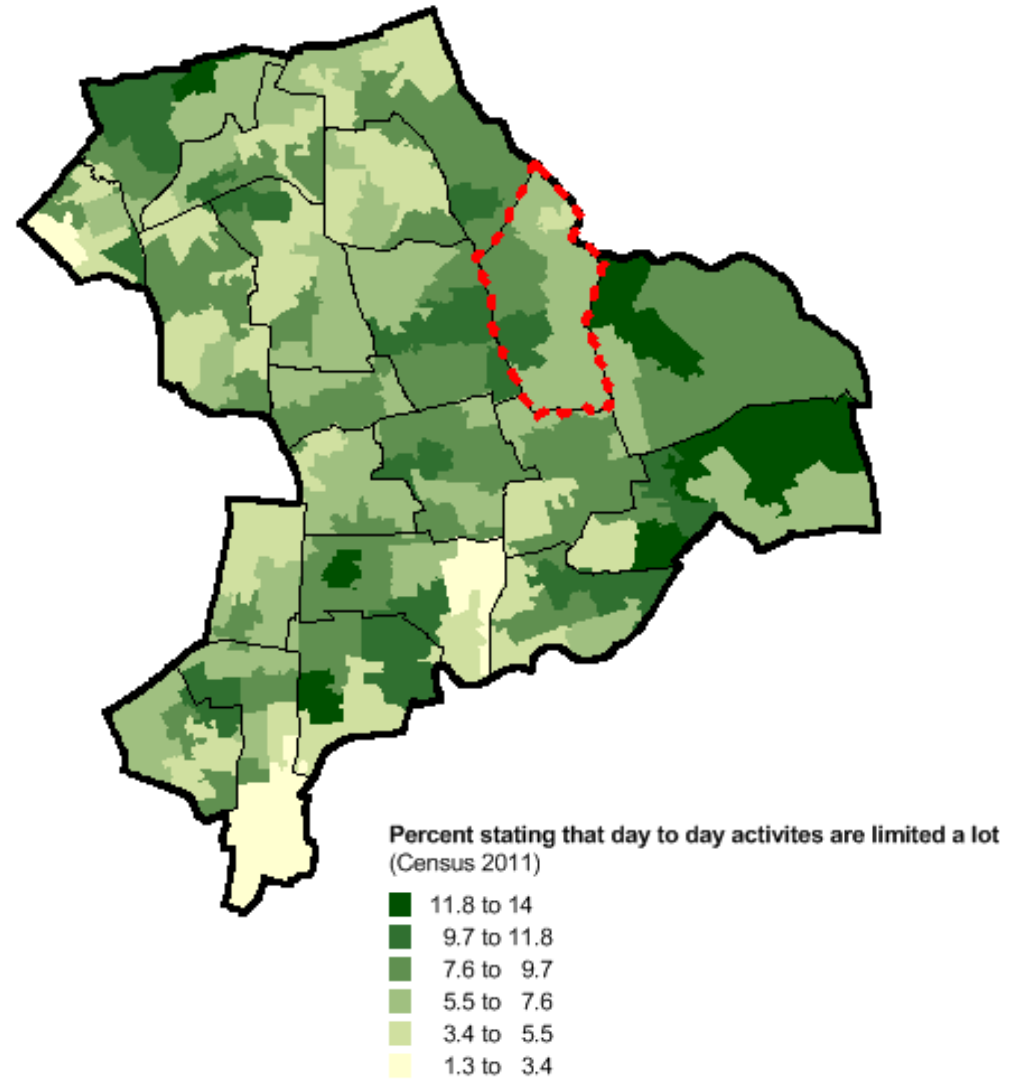 Percent stating that day to day activites are limited a lot
(Census 2011)
11.8 to 14
9.7 to 11.8
7.6 to 9.7
5.5 to 7.6
3.4 to 5.5
1.3 to 3.4